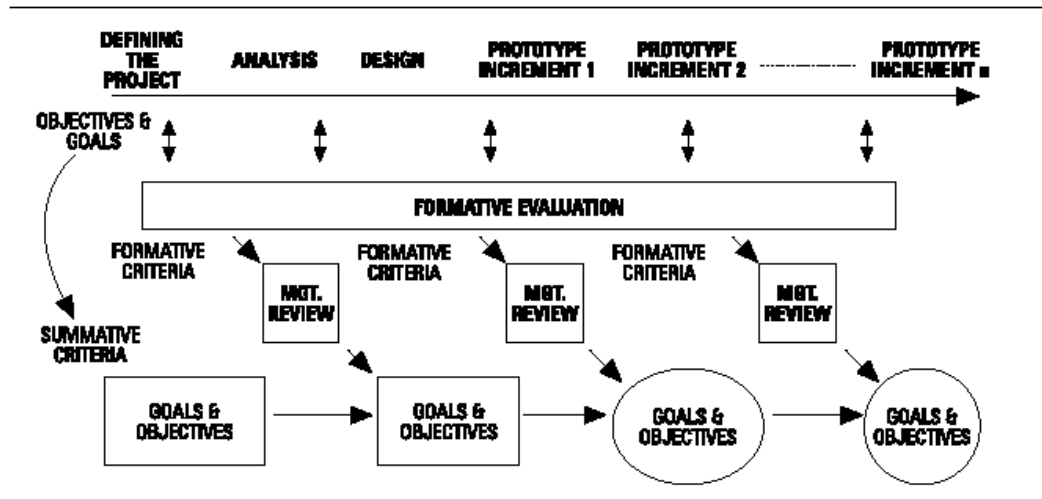 DEFINING
THE
PROJECT
ANALYSIS
DESIGN
PROTOTYPE
INCREMENT 1
PROTOTYPE
INCREMENT 2
PROTOTYPE
INCREMENT n
OBJECTIVES &
GOALS
FORMATIVE EVALUATION
FORMATIVE
CRITERIA
FORMATIVE
CRITERIA
FORMATIVE
CRITERIA
MGT.
REVIEW
MGT.
REVIEW
MGT.
REVIEW
SUMMATIVE
CRITERIA
GOALS &
OBJECTIVES
GOALS &
OBJECTIVES
GOALS &
OBJECTIVES
GOALS &
OBJECTIVES